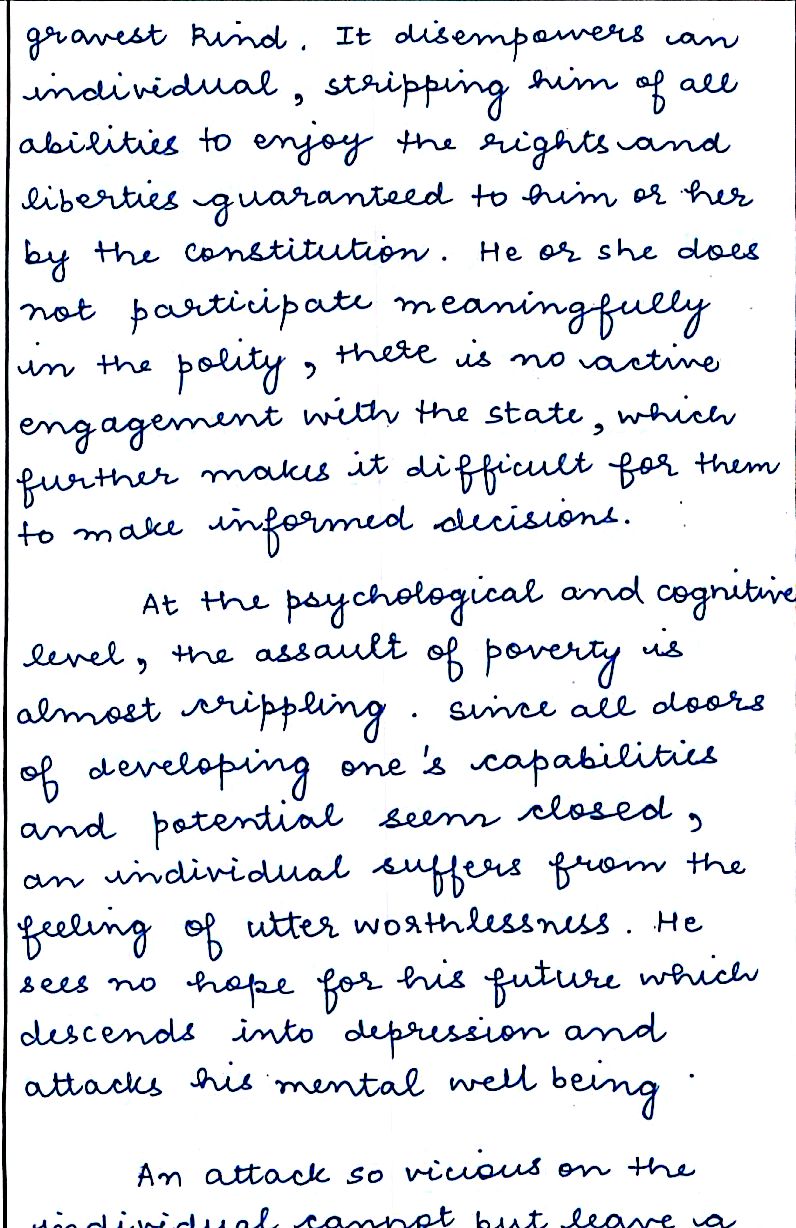 gravest kind. It disempowers an
individual, stripping him of all
abilities to enjoy the rights and
liberties guaranteed to him or her
by the constitution. He or she does
not participate meaningfully
in the polity, there is no active
engagement with the state, which
further makes it difficult for them
to make informed decisions.
At the psychological and cognitive
level, the assault of poverty is
almost crippling. since all doors
of developing one's capabilities
and potential seem closed,
an individual suffers from the
feeling of utter worthlessness. He
sees no hope for his future which
descends into depression and
attacks his mental well being.
An attack so vicious on the
individual cannot but leave a